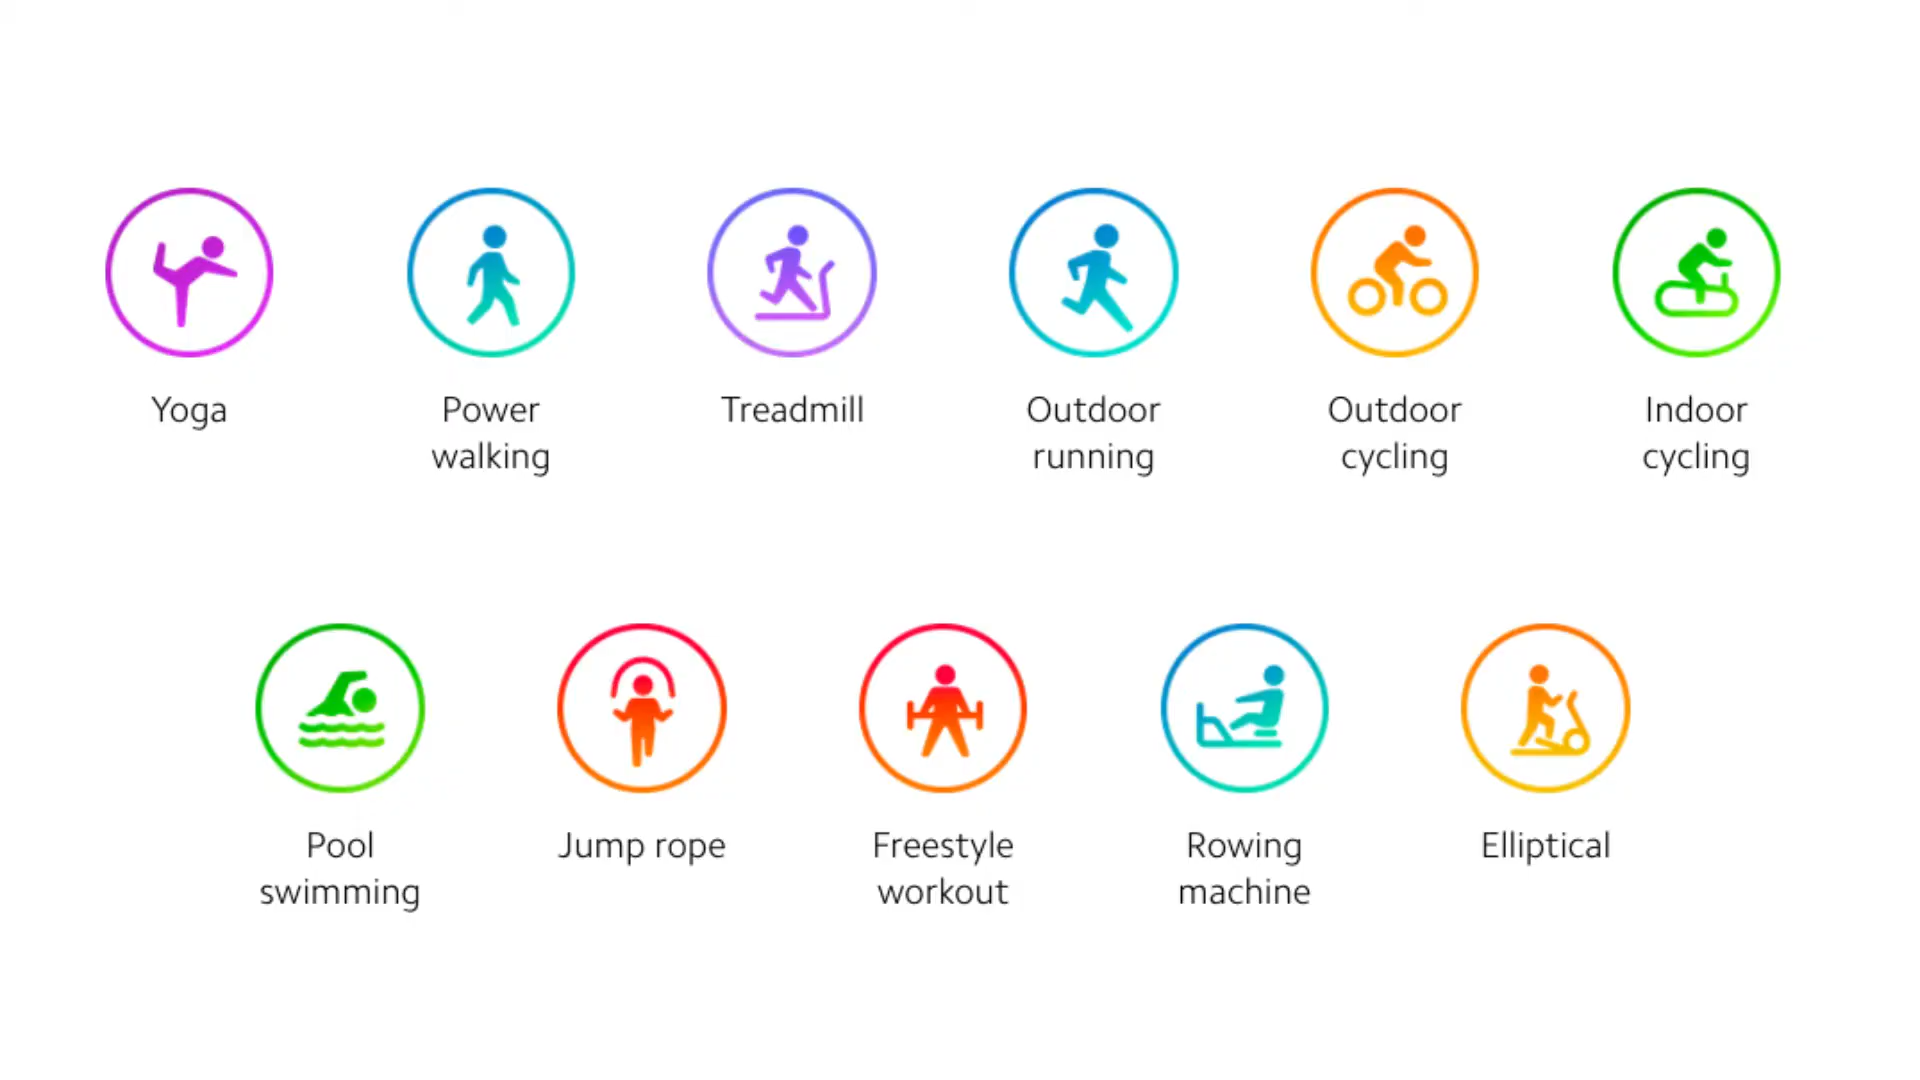 Yoga
Power
walking
Treadmill
Outdoor
running
Outdoor
cycling
Indoor
cycling
Pool
swimming
Jump rope
Freestyle
workout
Rowing
machine
Elliptical